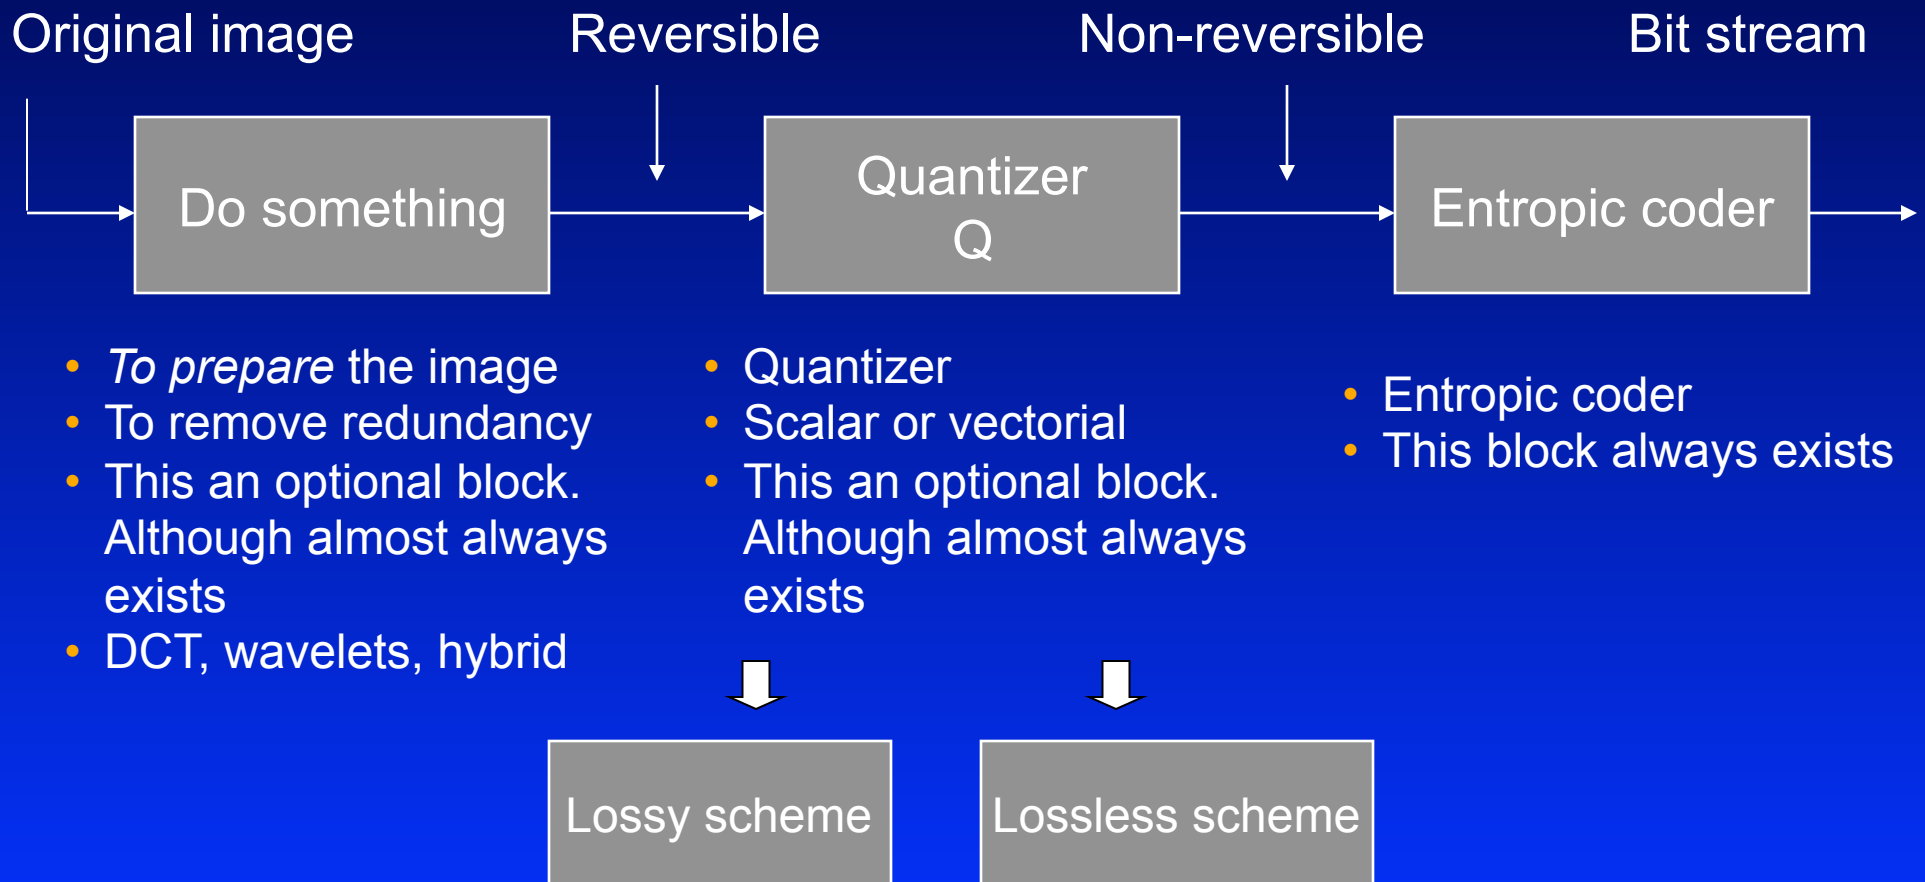 Original image
Reversible
Non-reversible
Bit stream
Do something
Quantizer
Q
Entropic coder
• To prepare the image
• To remove redundancy
• This an optional block.
Although almost always
exists
• DCT, wavelets, hybrid
• Quantizer
• Scalar or vectorial
• This an optional block.
Although almost always
exists
• Entropic coder
• This block always exists
Lossy scheme
Lossless scheme